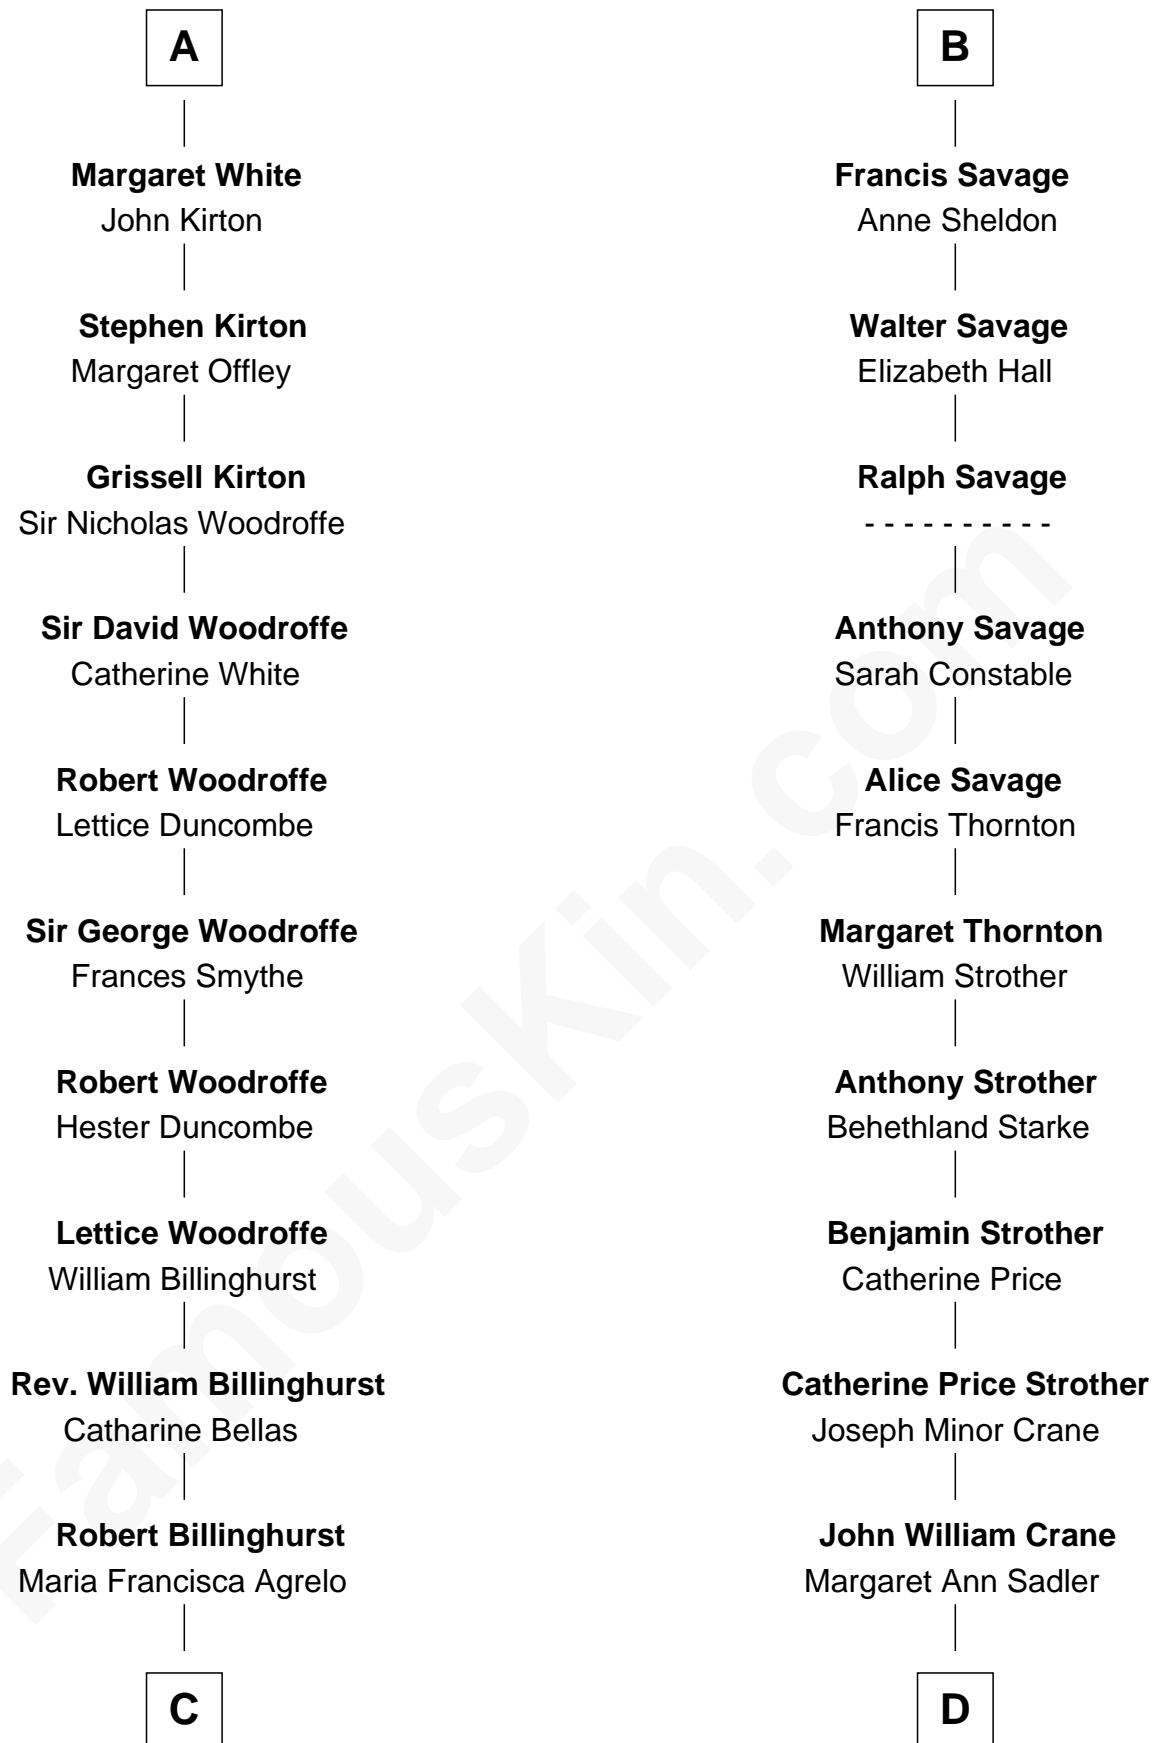 A
Margaret White
John Kirton
Stephen Kirton
Margaret Offley
Grissell Kirton
Sir Nicholas Woodroffe
Sir David Woodroffe
Catherine White
Robert Woodroffe
Lettice Duncombe
Sir George Woodroffe
Frances Smythe
Robert Woodroffe
Hester Duncombe
Lettice Woodroffe
William Billinghurst
Rev. William Billinghurst
Catharine Bellas
Robert Billinghurst
Maria Francisca Agrelo
C
B
Francis Savage
Anne Sheldon
Walter Savage
Elizabeth Hall
Ralph Savage
- - - - - - - - - -
Anthony Savage
Sarah Constable
Alice Savage
Francis Thornton
Margaret Thornton
William Strother
Anthony Strother
Behethland Starke
Benjamin Strother
Catherine Price
Catherine Price Strother
Joseph Minor Crane
John William Crane
Margaret Ann Sadler
D
FamousKin.com